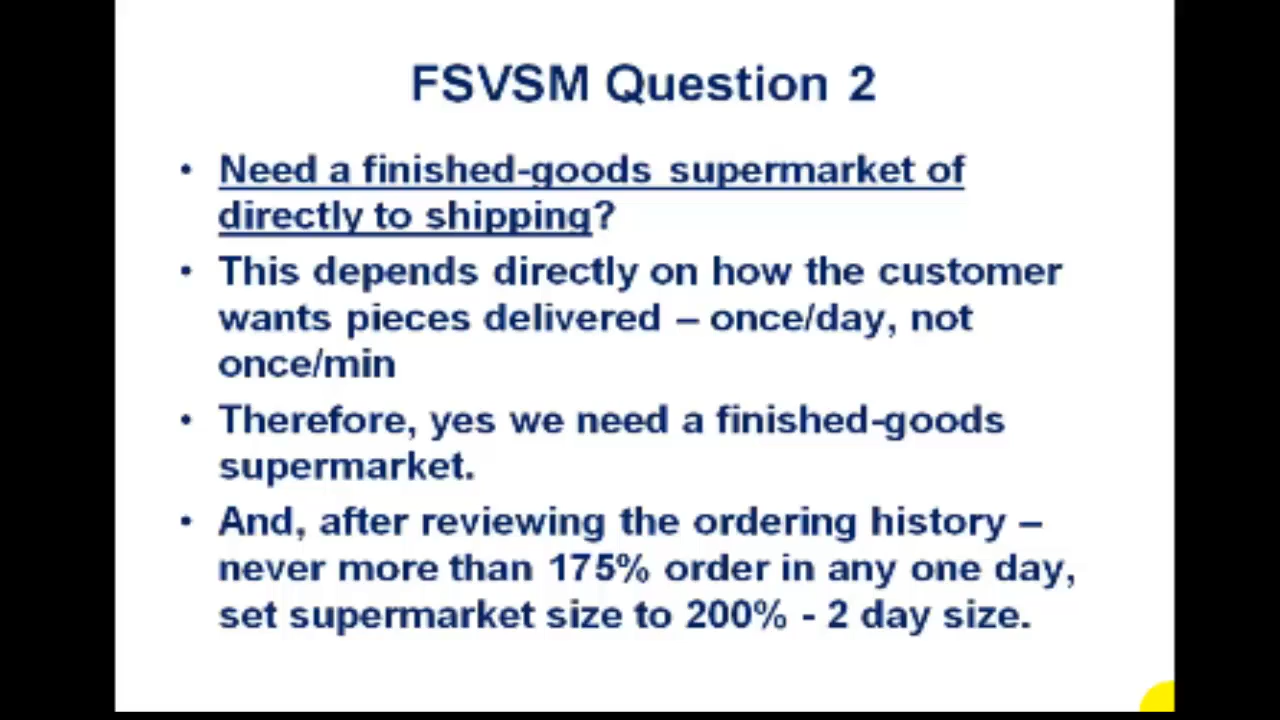 FSVSM Question 2
• Need a finished-goods supermarket of
directly to shipping?
• This depends directly on how the customer
wants pieces delivered – once/day, not
once/min
• Therefore, yes we need a finished-goods
supermarket.
• And, after reviewing the ordering history –
never more than 175% order in any one day,
set supermarket size to 200% - 2 day size.